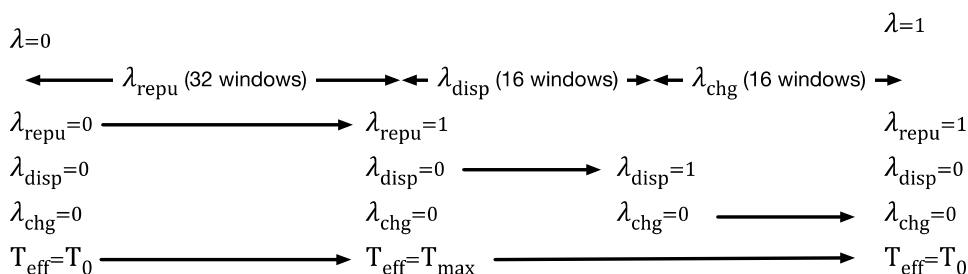 λ=0 λ=1
λrepu (32 windows) λdisp (16 windows) λchg (16 windows)
λrepu=0 λrepu=1 λrepu=1
λdisp=0 λdisp=0 λdisp=1 λdisp=0
λchg=0 λchg=0 λchg=0 λchg=0
Teff=T0 Teff=Tmax Teff=T0